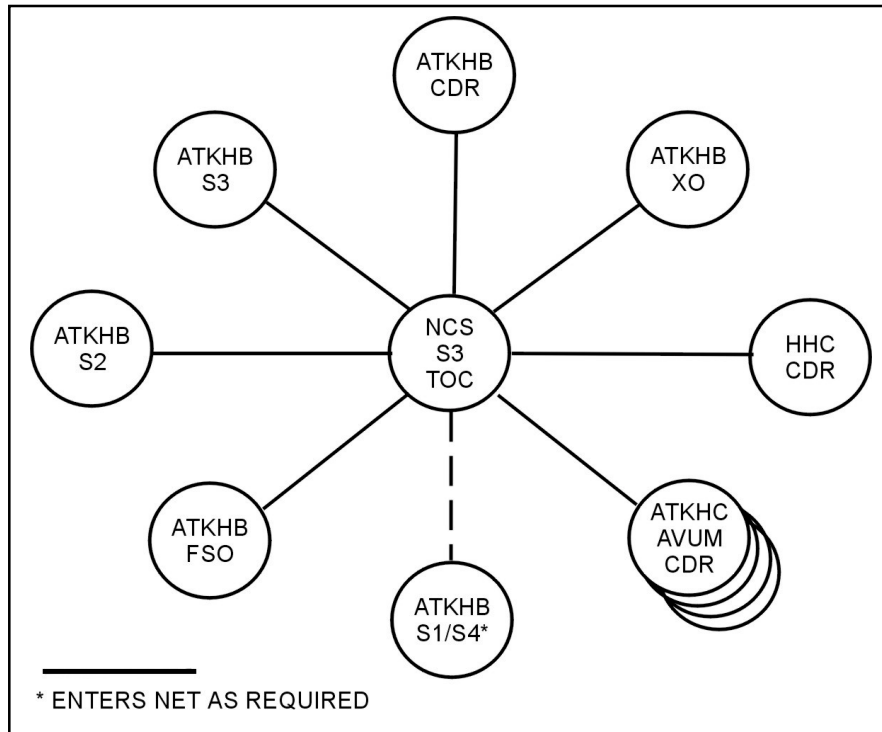 ATKHB
CDR
ATKHB
S3
ATKHB
XO
ATKHB
S2
NCS
S3
TOC
HHC
CDR
ATKHB
FSO
ATKHC
AVUM
CDR
ATKHB
S1/S4*
* ENTERS NET AS REQUIRED